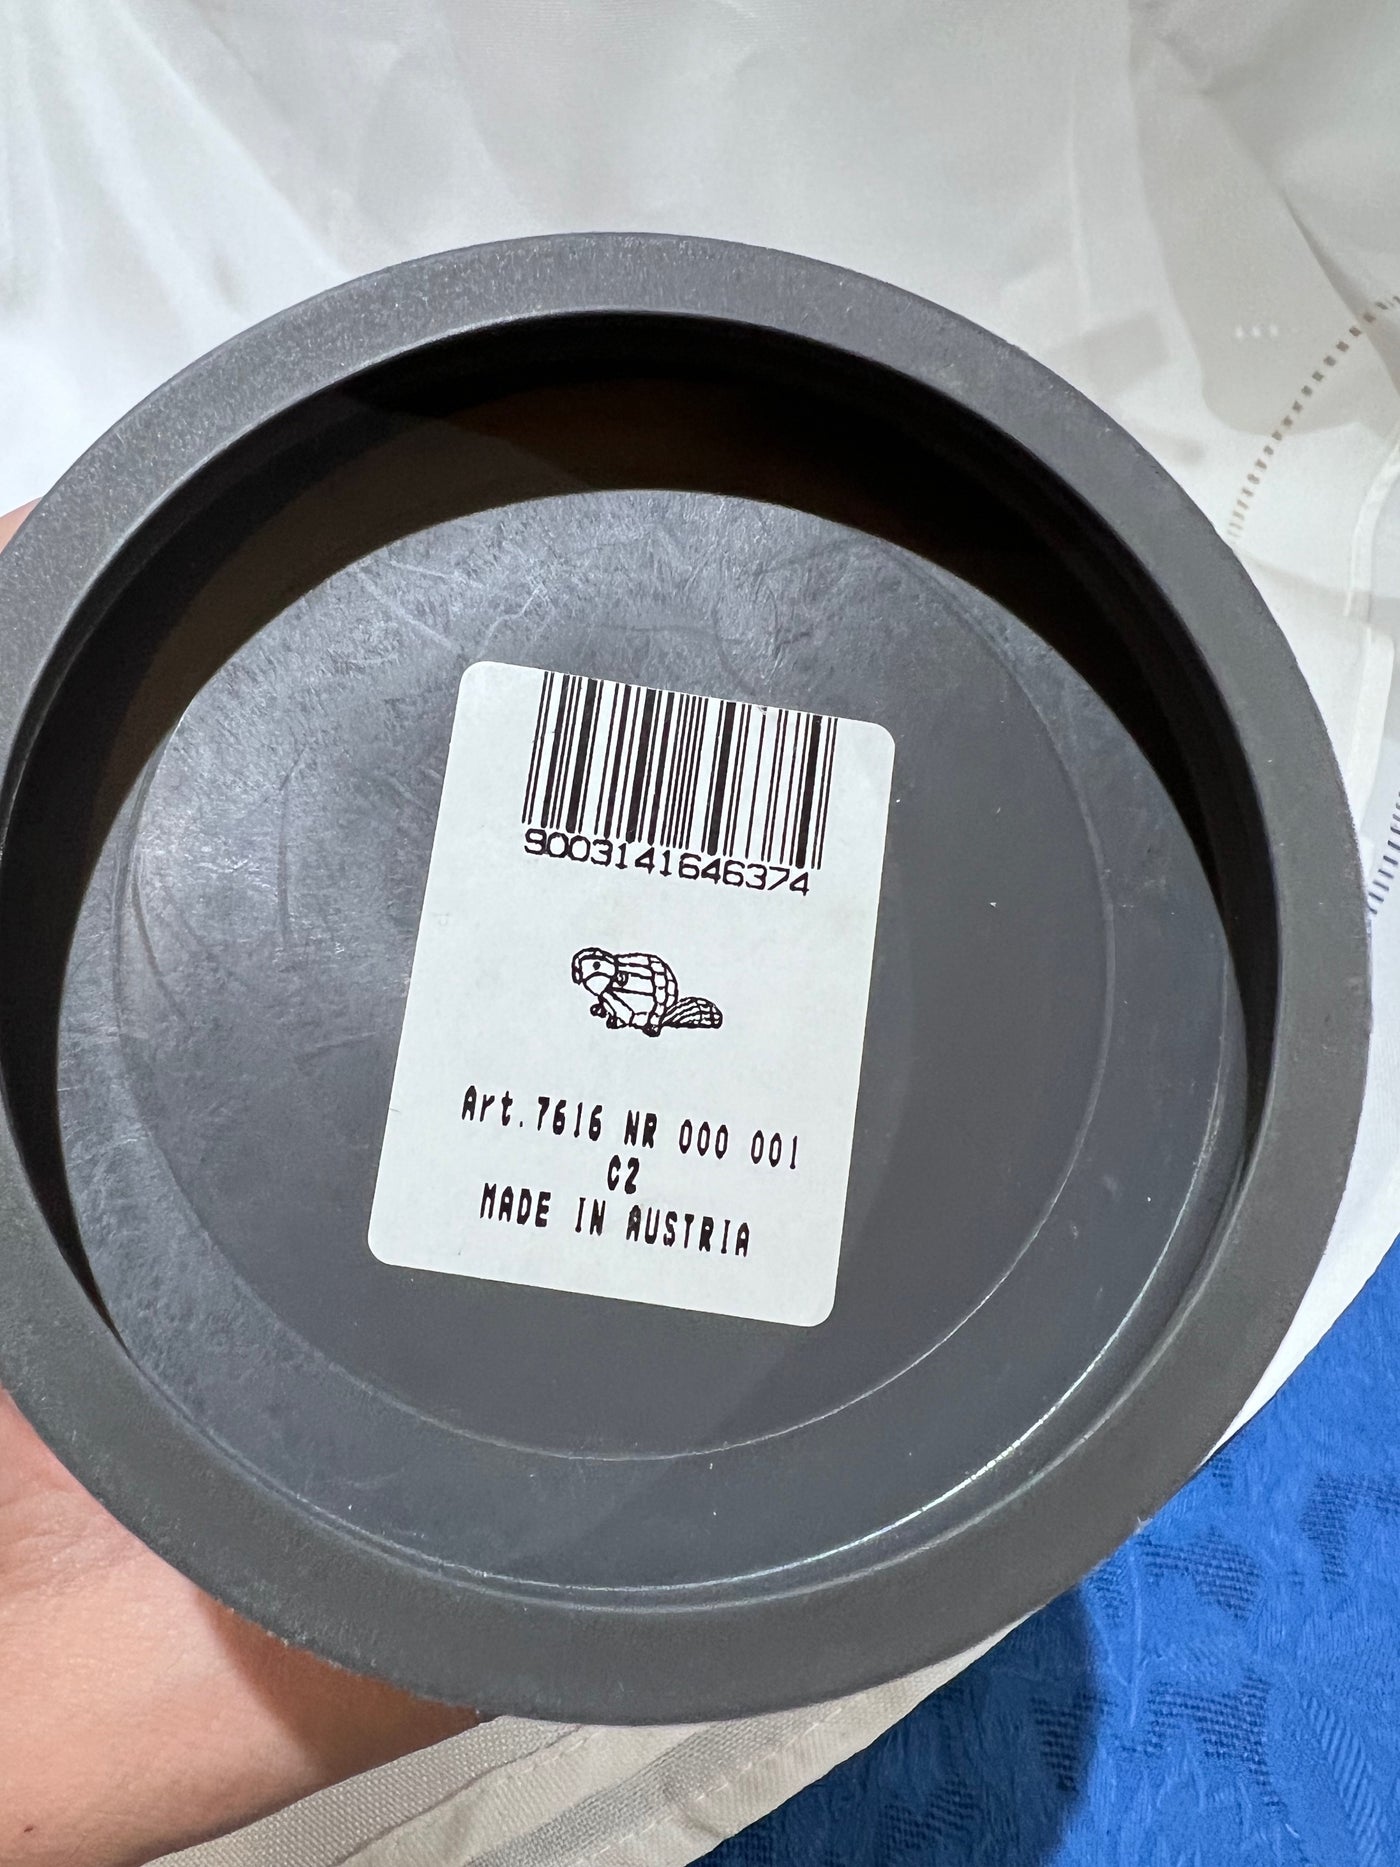 9003141646374
Art.7616 NR 000 001
C2
MADE IN AUSTRIA